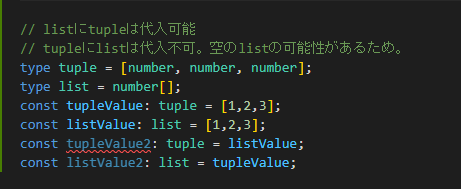 // listにtupleは代入可能
// tupleにlistは代入不可。空のlistの可能性があるため。
type tuple = [number, number, number];
type list = number[];
const tupleValue: tuple = [1,2,3];
const listValue: list = [1,2,3];
const tupleValue2: tuple = listValue;
const listValue2: list = tupleValue;